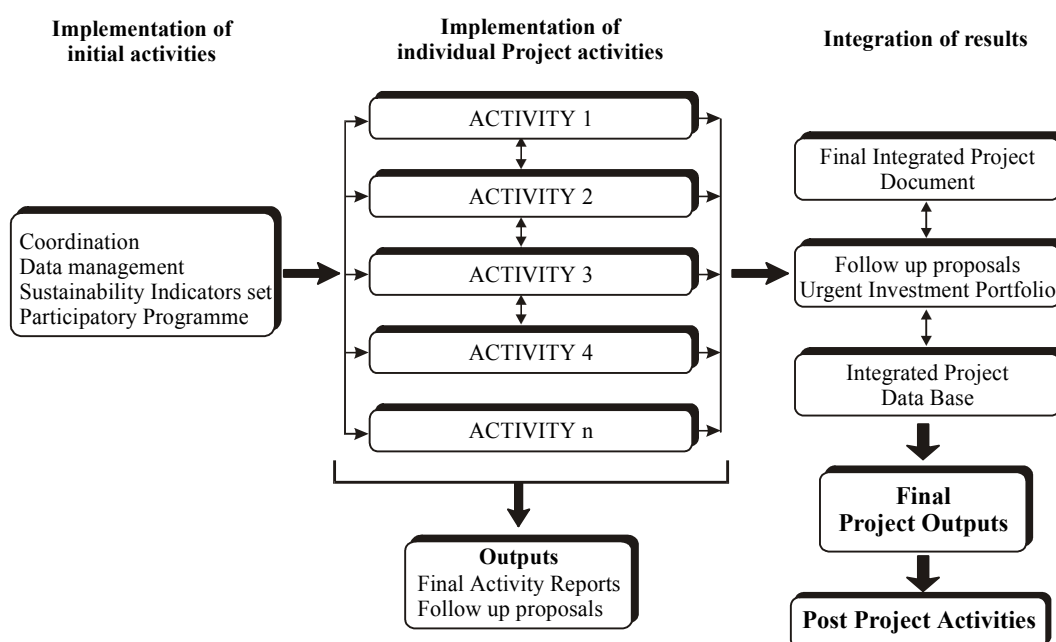 Implementation of
initial activities
Implementation of
individual Project activities
Integration of results
Coordination
Data management
Sustainability Indicators set
Participatory Programme
ACTIVITY 1
ACTIVITY 2
ACTIVITY 3
ACTIVITY 4
ACTIVITY n
Outputs
Final Activity Reports
Follow up proposals
Final Integrated Project
Document
Follow up proposals
Urgent Investment Portfolio
Integrated Project
Data Base
Final
Project Outputs
Post Project Activities